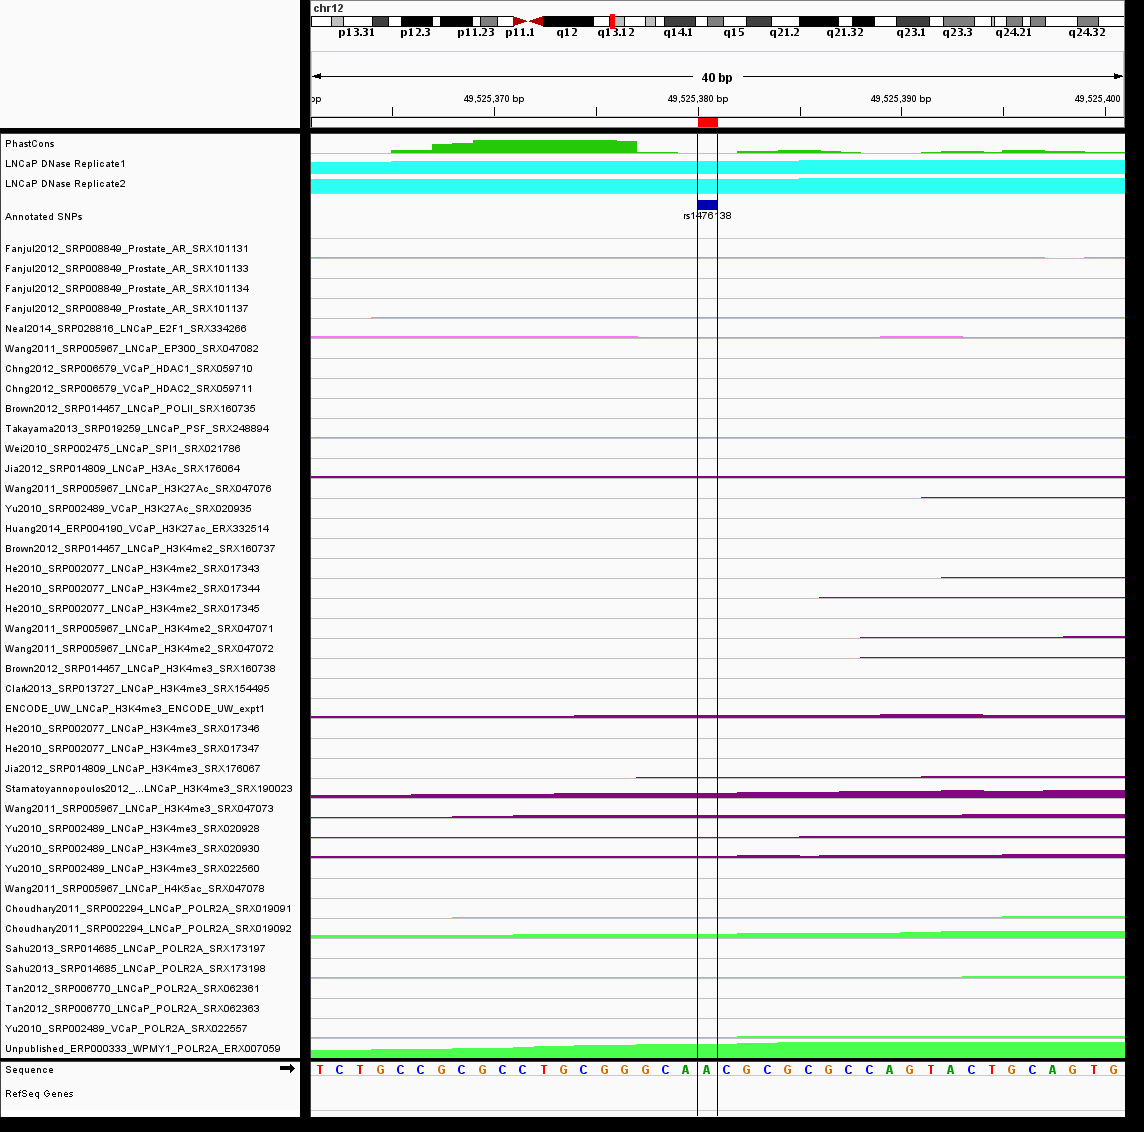 chr12
p13.31 p12.3 p11.23 p11.1 q12 q13.12 q14.1 q15 q21.2 q21.32 q23.1 q23.3 q24.21 q24.32
40 bp
bp 49,525,370 bp 49,525,380 bp 49,525,390 bp 49,525,400
PhastCons
LNCaP DNase Replicate1
LNCaP DNase Replicate2
Annotated SNPs rs1476138
Fanjul2012_SRP008849_Prostate_AR_SRX101131
Fanjul2012_SRP008849_Prostate_AR_SRX101133
Fanjul2012_SRP008849_Prostate_AR_SRX101134
Fanjul2012_SRP008849_Prostate_AR_SRX101137
Neal2014_SRP028816_LNCaP_E2F1_SRX334266
Wang2011_SRP005967_LNCaP_EP300_SRX047082
Chng2012_SRP006579_VCaP_HDAC1_SRX059710
Chng2012_SRP006579_VCaP_HDAC2_SRX059711
Brown2012_SRP014457_LNCaP_POLII_SRX160735
Takayama2013_SRP019259_LNCaP_PSF_SRX248894
Wei2010_SRP002475_LNCaP_SPI1_SRX021786
Jia2012_SRP014809_LNCaP_H3Ac_SRX176064
Wang2011_SRP005967_LNCaP_H3K27Ac_SRX047076
Yu2010_SRP002489_VCaP_H3K27Ac_SRX020935
Huang2014_ERP004190_VCaP_H3K27ac_ERX332514
Brown2012_SRP014457_LNCaP_H3K4me2_SRX160737
He2010_SRP002077_LNCaP_H3K4me2_SRX017343
He2010_SRP002077_LNCaP_H3K4me2_SRX017344
He2010_SRP002077_LNCaP_H3K4me2_SRX017345
Wang2011_SRP005967_LNCaP_H3K4me2_SRX047071
Wang2011_SRP005967_LNCaP_H3K4me2_SRX047072
Brown2012_SRP014457_LNCaP_H3K4me3_SRX160738
Clark2013_SRP013727_LNCaP_H3K4me3_SRX154495
ENCODE_UW_LNCaP_H3K4me3_ENCODE_UW_expt1
He2010_SRP002077_LNCaP_H3K4me3_SRX017346
He2010_SRP002077_LNCaP_H3K4me3_SRX017347
Jia2012_SRP014809_LNCaP_H3K4me3_SRX176067
Stamatoyannopoulos2012_...LNCaP_H3K4me3_SRX190023
Wang2011_SRP005967_LNCaP_H3K4me3_SRX047073
Yu2010_SRP002489_LNCaP_H3K4me3_SRX020928
Yu2010_SRP002489_LNCaP_H3K4me3_SRX020930
Yu2010_SRP002489_LNCaP_H3K4me3_SRX022560
Wang2011_SRP005967_LNCaP_H4K5ac_SRX047078
Choudhary2011_SRP002294_LNCaP_POLR2A_SRX019091
Choudhary2011_SRP002294_LNCaP_POLR2A_SRX019092
Sahu2013_SRP014685_LNCaP_POLR2A_SRX173197
Sahu2013_SRP014685_LNCaP_POLR2A_SRX173198
Tan2012_SRP006770_LNCaP_POLR2A_SRX062361
Tan2012_SRP006770_LNCaP_POLR2A_SRX062363
Yu2010_SRP002489_VCaP_POLR2A_SRX022557
Unpublished_ERP000333_WPMY1_POLR2A_ERX007059
Sequence T C T G C C G C G C C T G C G G G C A A C G C G C G C C A G T A C T G C A G T G
RefSeq Genes